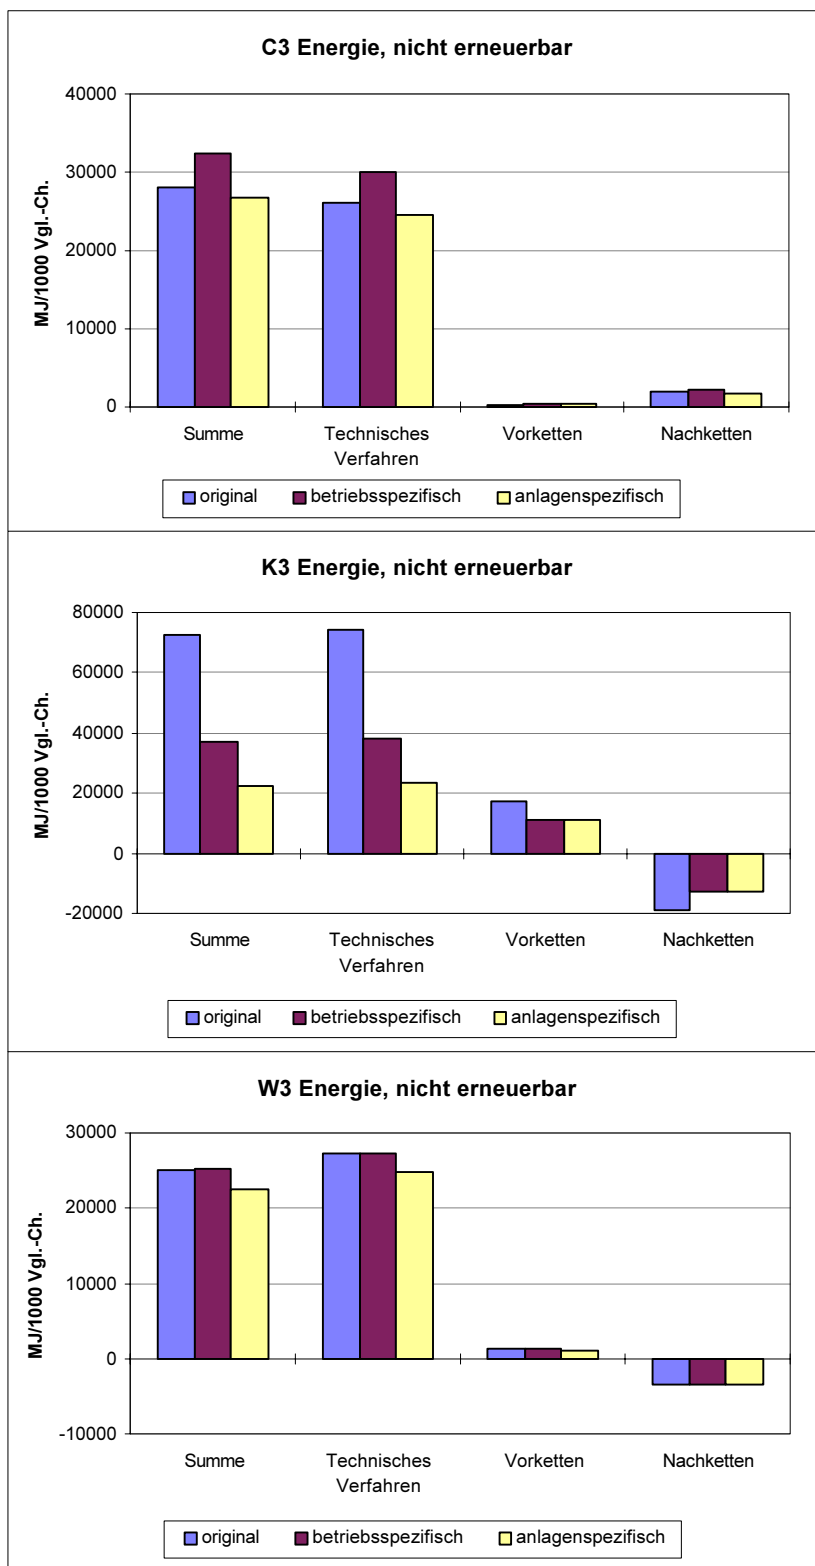 C3 Energie, nicht erneuerbar
MJ/1000 Vgl.-Ch.
40000
30000
20000
10000
0
Summe
Technisches
Verfahren
Vorketten
Nachketten
original
betriebsspezifisch
anlagenspezifisch
K3 Energie, nicht erneuerbar
MJ/1000 Vgl.-Ch.
80000
60000
40000
20000
0
-20000
Summe
Technisches
Verfahren
Vorketten
Nachketten
original
betriebsspezifisch
anlagenspezifisch
W3 Energie, nicht erneuerbar
MJ/1000 Vgl.-Ch.
30000
20000
10000
0
-10000
Summe
Technisches
Verfahren
Vorketten
Nachketten
original
betriebsspezifisch
anlagenspezifisch